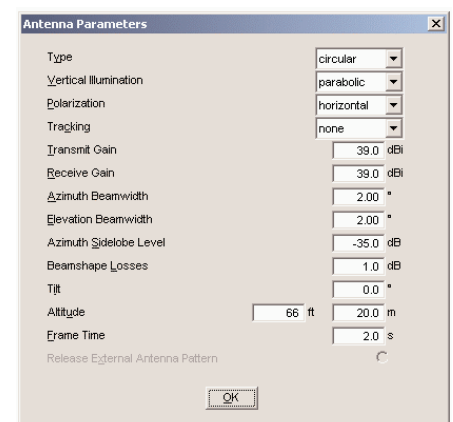 Antenna Parameters
Type circular
Vertical Illumination parabolic
Polarization horizontal
Tracking none
Transmit Gain 39.0 dBi
Receive Gain 39.0 dBi
Azimuth Beamwidth 2.00 °
Elevation Beamwidth 2.00 °
Azimuth Sidelobe Level -35.0 dB
Beamshape Losses 1.0 dB
Tilt 0.0 °
Altitude 66 ft 20.0 m
Frame Time 2.0 s
Release External Antenna Pattern
OK